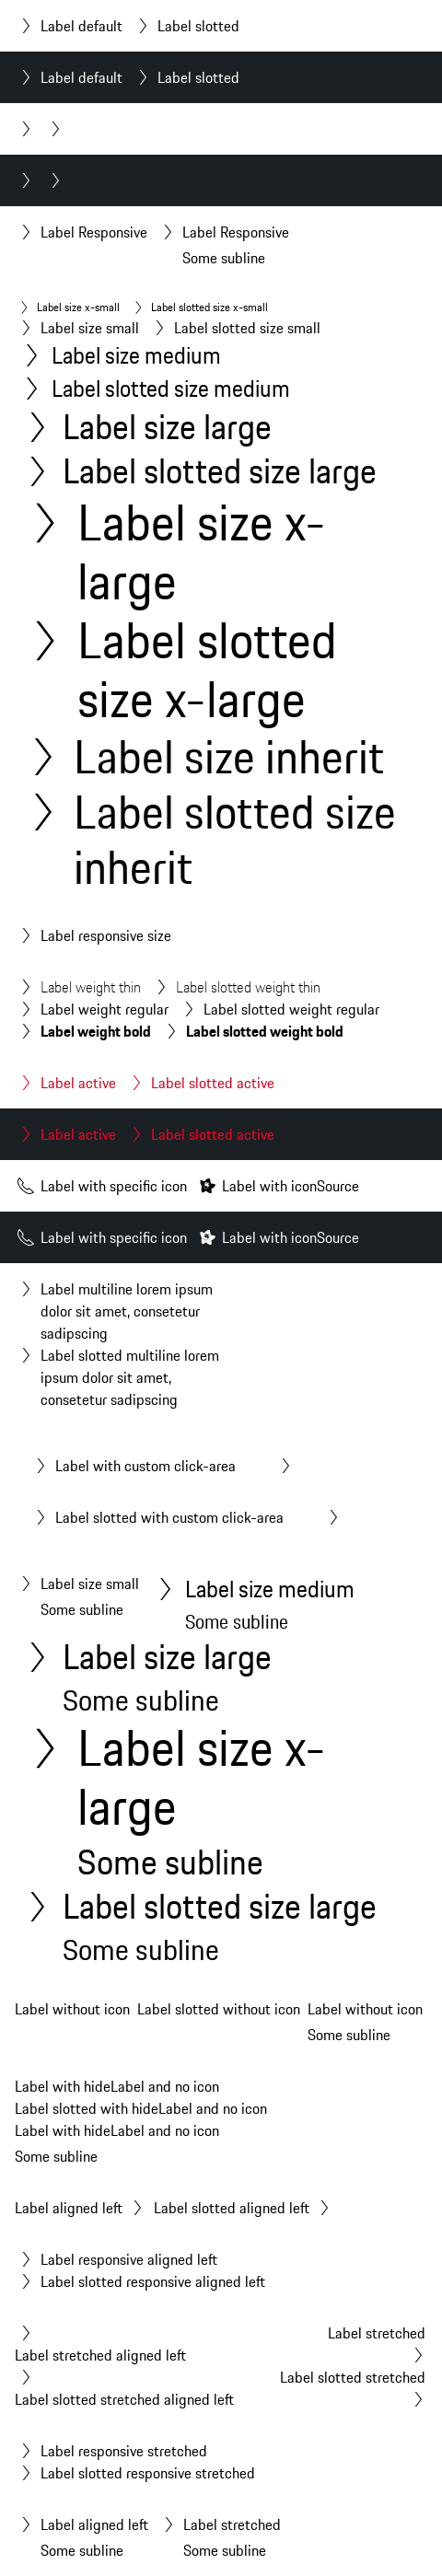 Label default Label slotted
Label default Label slotted
Label Responsive Label Responsive
Some subline
Label size x-small Label slotted size x-small
Label size small Label slotted size small
Label size medium
Label slotted size medium
Label size large
Label slotted size large
Label size x-
large
Label slotted
size x-large
Label size inherit
Label slotted size
inherit
Label responsive size
Label weight thin Label slotted weight thin
Label weight regular Label slotted weight regular
Label weight bold Label slotted weight bold
Label active Label slotted active
Label active Label slotted active
Label with specific icon Label with iconSource
Label with specific icon Label with iconSource
Label multiline lorem ipsum
dolor sit amet, consetetur
sadipscing
Label slotted multiline lorem
ipsum dolor sit amet,
consetetur sadipscing
Label with custom click-area
Label slotted with custom click-area
Label size small Label size medium
Some subline Some subline
Label size large
Some subline
Label size x-
large
Some subline
Label slotted size large
Some subline
Label without icon Label slotted without icon Label without icon
Some subline
Label with hideLabel and no icon
Label slotted with hideLabel and no icon
Label with hideLabel and no icon
Some subline
Label aligned left Label slotted aligned left
Label responsive aligned left
Label slotted responsive aligned left
Label stretched
Label stretched aligned left
Label slotted stretched
Label slotted stretched aligned left
Label responsive stretched
Label slotted responsive stretched
Label aligned left Label stretched
Some subline Some subline